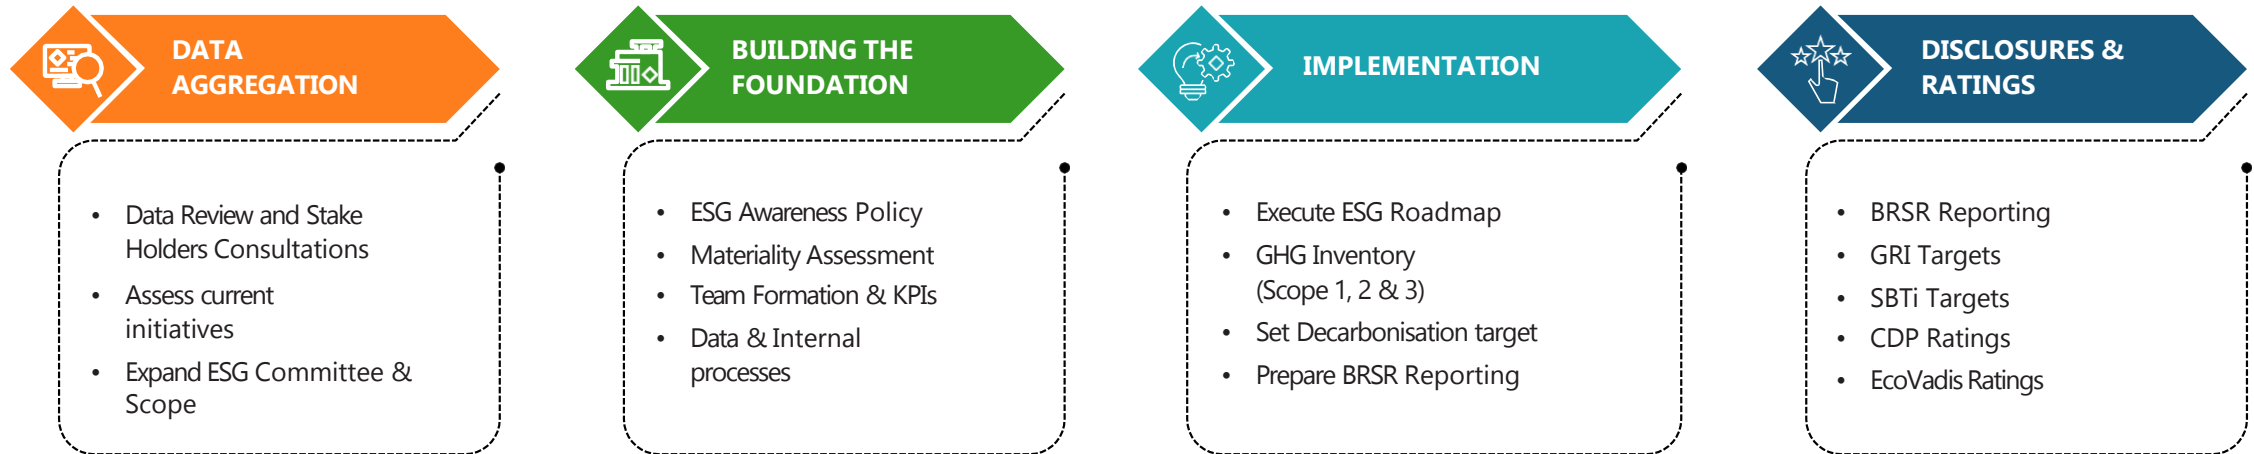 DATA
AGGREGATION
• Data Review and Stake
Holders Consultations
• Assess current
initiatives
• Expand ESG Committee &
Scope
BUILDING THE
FOUNDATION
• ESG Awareness Policy
• Materiality Assessment
• Team Formation & KPIs
• Data & Internal
processes
IMPLEMENTATION
• Execute ESG Roadmap
• GHG Inventory
(Scope 1, 2 & 3)
• Set Decarbonisation target
• Prepare BRSR Reporting
DISCLOSURES &
RATINGS
• BRSR Reporting
• GRI Targets
• SBTi Targets
• CDP Ratings
• EcoVadis Ratings